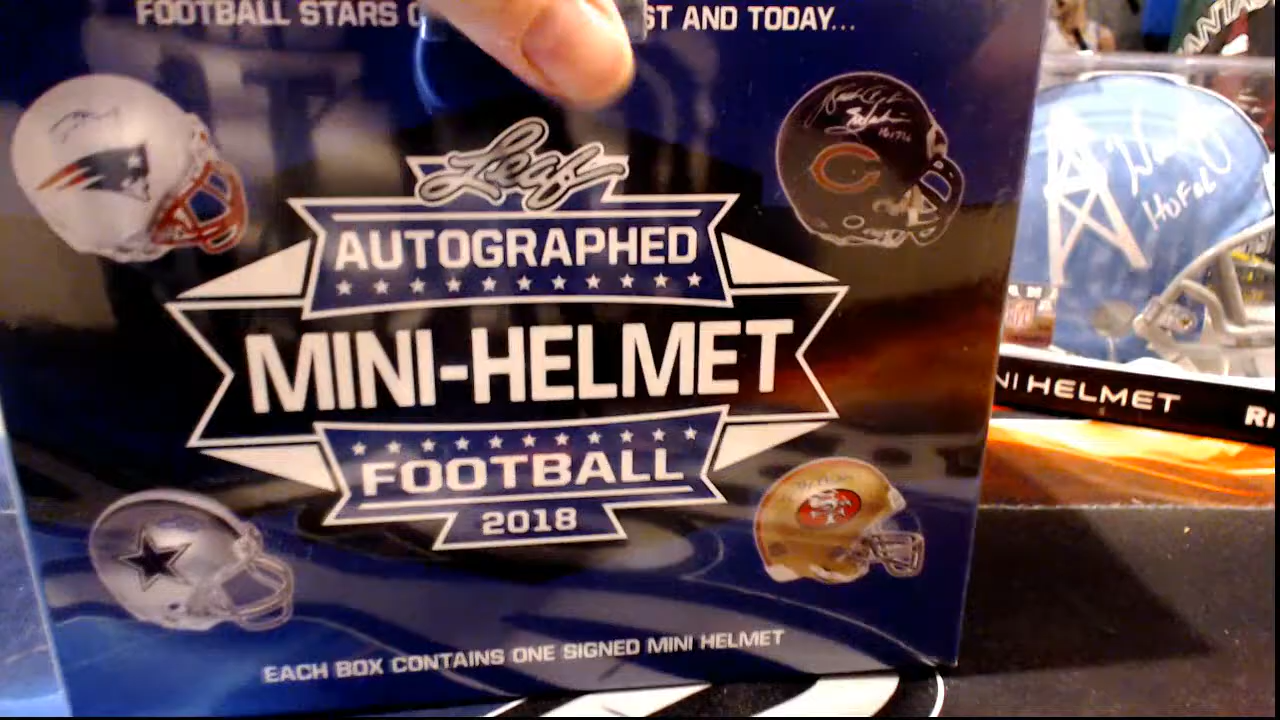 FOOTBALL STARS ST AND TODAY...
Leaf
AUTOGRAPHED
MINI-HELMET
FOOTBALL
2018
EACH BOX CONTAINS ONE SIGNED MINI HELMET
HOF02
NI HELMET